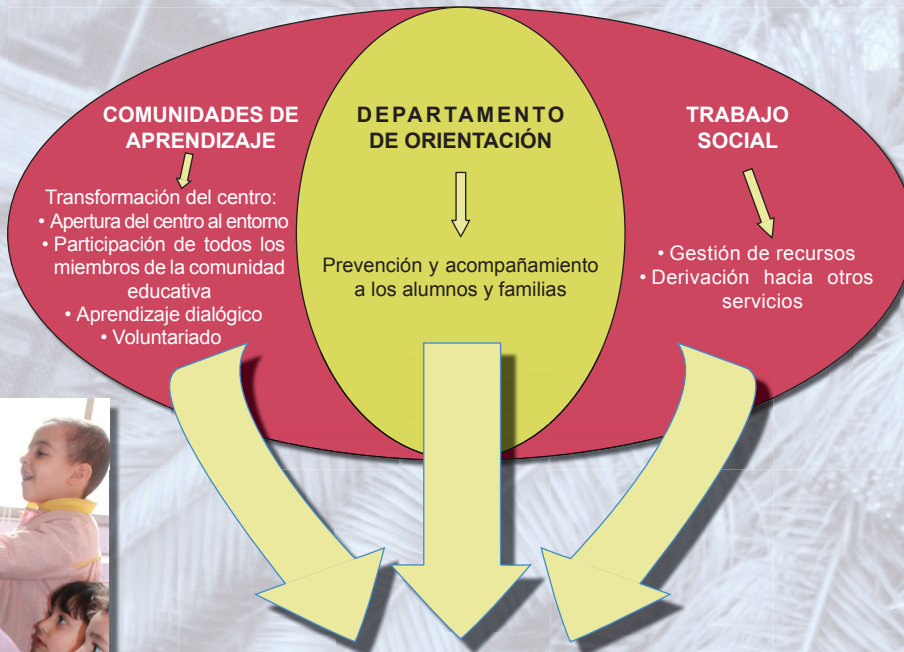 COMUNIDADES DE
APRENDIZAJE
Transformación del centro:
• Apertura del centro al entorno
• Participación de todos los
miembros de la comunidad
educativa
• Aprendizaje dialógico
• Voluntariado
DEPARTAMENTO
DE ORIENTACIÓN
Prevención y acompañamiento
a los alumnos y familias
TRABAJO
SOCIAL
• Gestión de recursos
• Derivación hacia otros
servicios